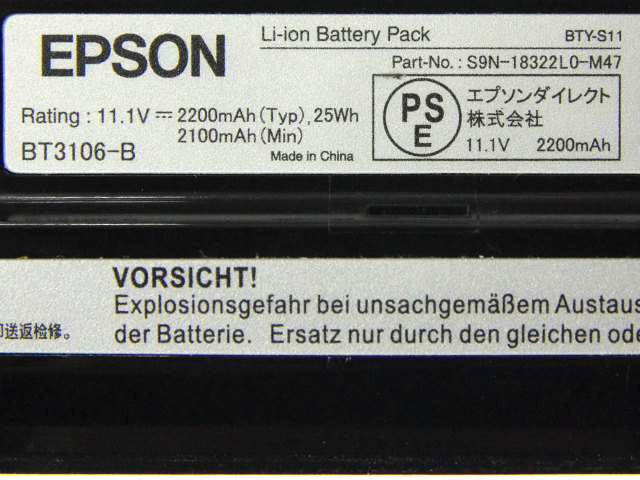 EPSON
Li-ion Battery Pack
BTY-S11
Part-No.: S9N-18322L0-M47
Rating : 11.1V ⎓ 2200mAh (Typ), 25Wh
2100mAh (Min)
BT3106-B
Made in China
PS
E
エプソンダイレクト
株式会社
11.1V 2200mAh
VORSICHT!
Explosionsgefahr bei unsachgemäßem Austaus
der Batterie. Ersatz nur durch den gleichen ode
送返检修。